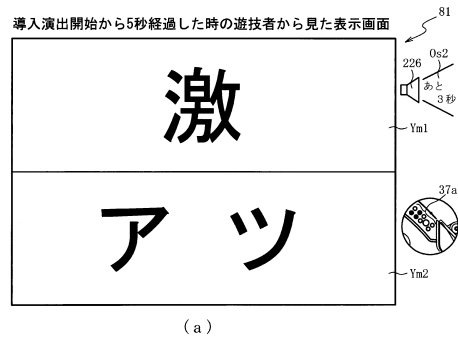 導入演出開始から5秒経過した時の遊技者から見た表示画面
81
226
0s2
あと
3秒
激
Ym1
37a
アツ
Ym2
(a)